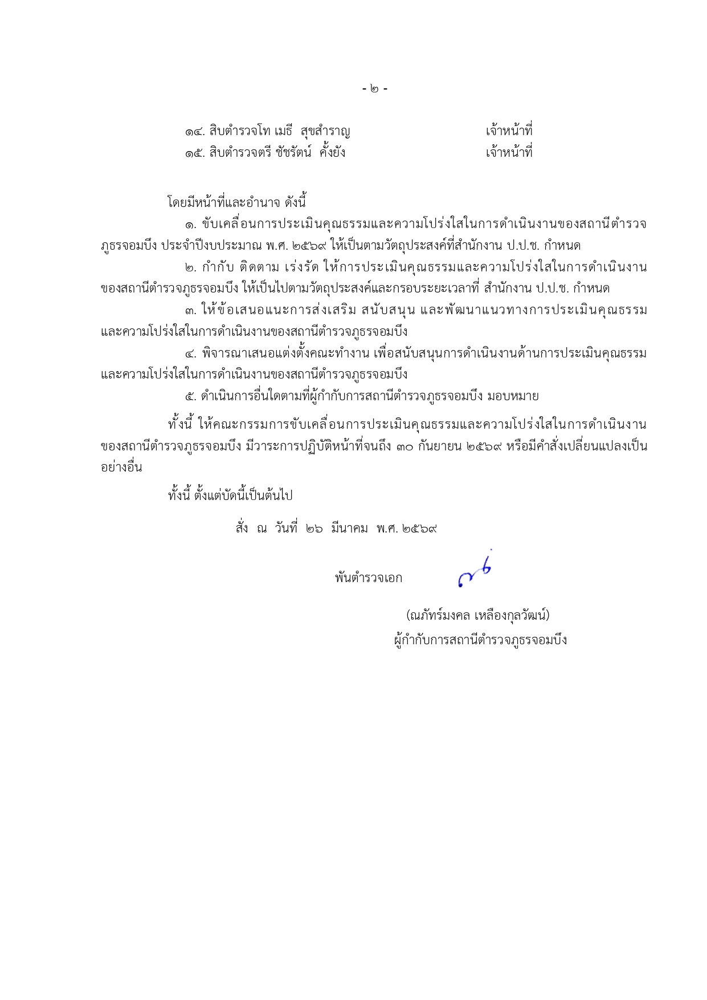 - ๒ -
๑๔. สิบตำรวจโท เมธี สุขสำราญ เจ้าหน้าที่
๑๕. สิบตำรวจตรี ชัชรัตน์ คั้งยัง เจ้าหน้าที่
โดยมีหน้าที่และอำนาจ ดังนี้
๑. ขับเคลื่อนการประเมินคุณธรรมและความโปร่งใสในการดำเนินงานของสถานีตำรวจ
ภูธรจอมบึง ประจำปีงบประมาณ พ.ศ. ๒๕๖๙ ให้เป็นตามวัตถุประสงค์ที่สำนักงาน ป.ป.ช. กำหนด
๒. กำกับ ติดตาม เร่งรัด ให้การประเมินคุณธรรมและความโปร่งใสในการดำเนินงาน
ของสถานีตำรวจภูธรจอมบึง ให้เป็นไปตามวัตถุประสงค์และกรอบระยะเวลาที่ สำนักงาน ป.ป.ช. กำหนด
๓. ให้ข้อเสนอแนะการส่งเสริม สนับสนุน และพัฒนาแนวทางการประเมินคุณธรรม
และความโปร่งใสในการดำเนินงานของสถานีตำรวจภูธรจอมบึง
๔. พิจารณาเสนอแต่งตั้งคณะทำงาน เพื่อสนับสนุนการดำเนินงานด้านการประเมินคุณธรรม
และความโปร่งใสในการดำเนินงานของสถานีตำรวจภูธรจอมบึง
๕. ดำเนินการอื่นใดตามที่ผู้กำกับการสถานีตำรวจภูธรจอมบึง มอบหมาย
ทั้งนี้ ให้คณะกรรมการขับเคลื่อนการประเมินคุณธรรมและความโปร่งใสในการดำเนินงาน
ของสถานีตำรวจภูธรจอมบึง มีวาระการปฏิบัติหน้าที่จนถึง ๓๐ กันยายน ๒๕๖๙ หรือมีคำสั่งเปลี่ยนแปลงเป็น
อย่างอื่น
ทั้งนี้ ตั้งแต่บัดนี้เป็นต้นไป
สั่ง ณ วันที่ ๒๖ มีนาคม พ.ศ. ๒๕๖๙
พันตำรวจเอก
(ณภัทร์มงคล เหลืองกุลวัฒน์)
ผู้กำกับการสถานีตำรวจภูธรจอมบึง